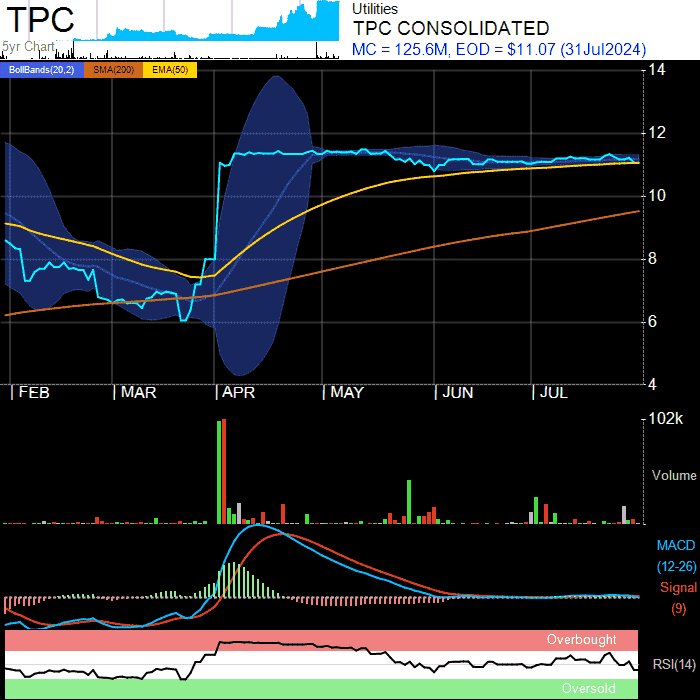 TPC
5yr Chart
Utilities
TPC CONSOLIDATED
MC = 125.6M, EOD = $11.07 (31Jul2024)
BollBands(20,2) SMA(200) EMA(50)
14
12
10
8
6
4
FEB MAR APR MAY JUN JUL
102k
Volume
MACD
(12-26)
Signal
(9)
Overbought
RSI(14)
Oversold